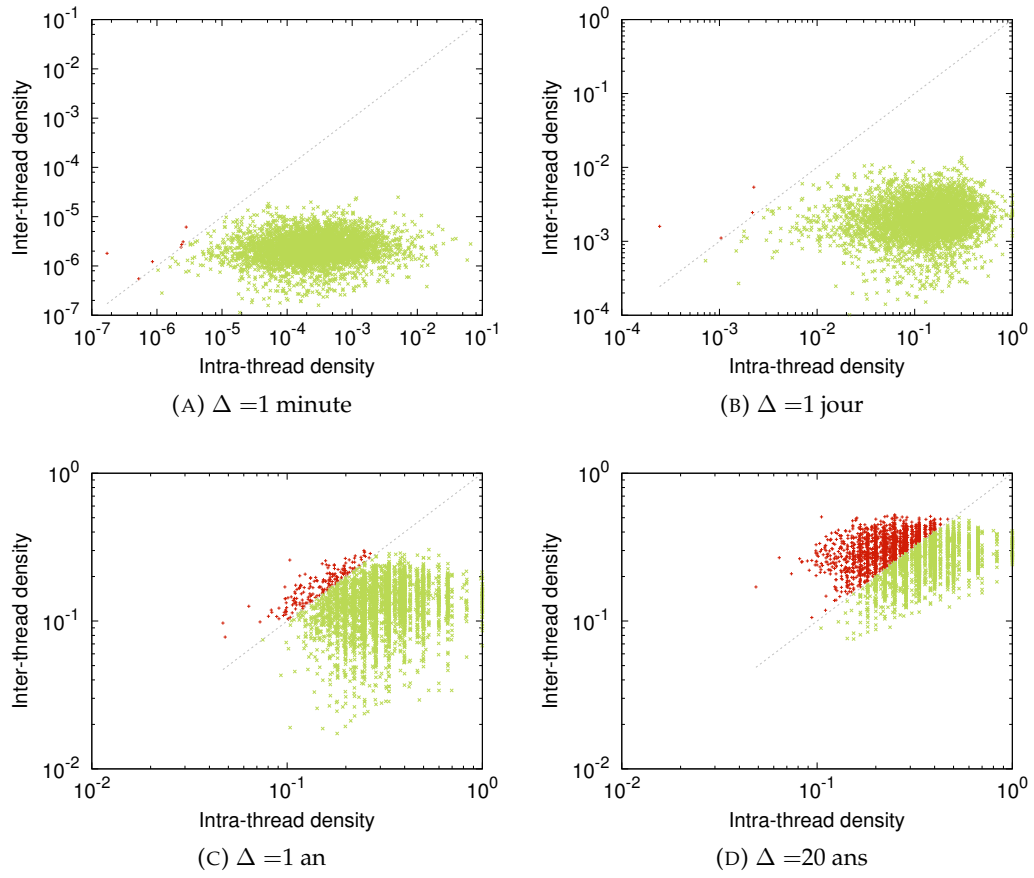 10^-1
10^-2
10^-3
10^-4
10^-5
10^-6
10^-7
Inter-thread density
10^-7 10^-6 10^-5 10^-4 10^-3 10^-2 10^-1
Intra-thread density
(A) Δ =1 minute
10^0
10^-1
10^-2
10^-3
10^-4
Inter-thread density
10^-4 10^-3 10^-2 10^-1 10^0
Intra-thread density
(B) Δ =1 jour
10^0
10^-1
10^-2
Inter-thread density
10^-2 10^-1 10^0
Intra-thread density
(C) Δ =1 an
10^0
10^-1
10^-2
Inter-thread density
10^-2 10^-1 10^0
Intra-thread density
(D) Δ =20 ans